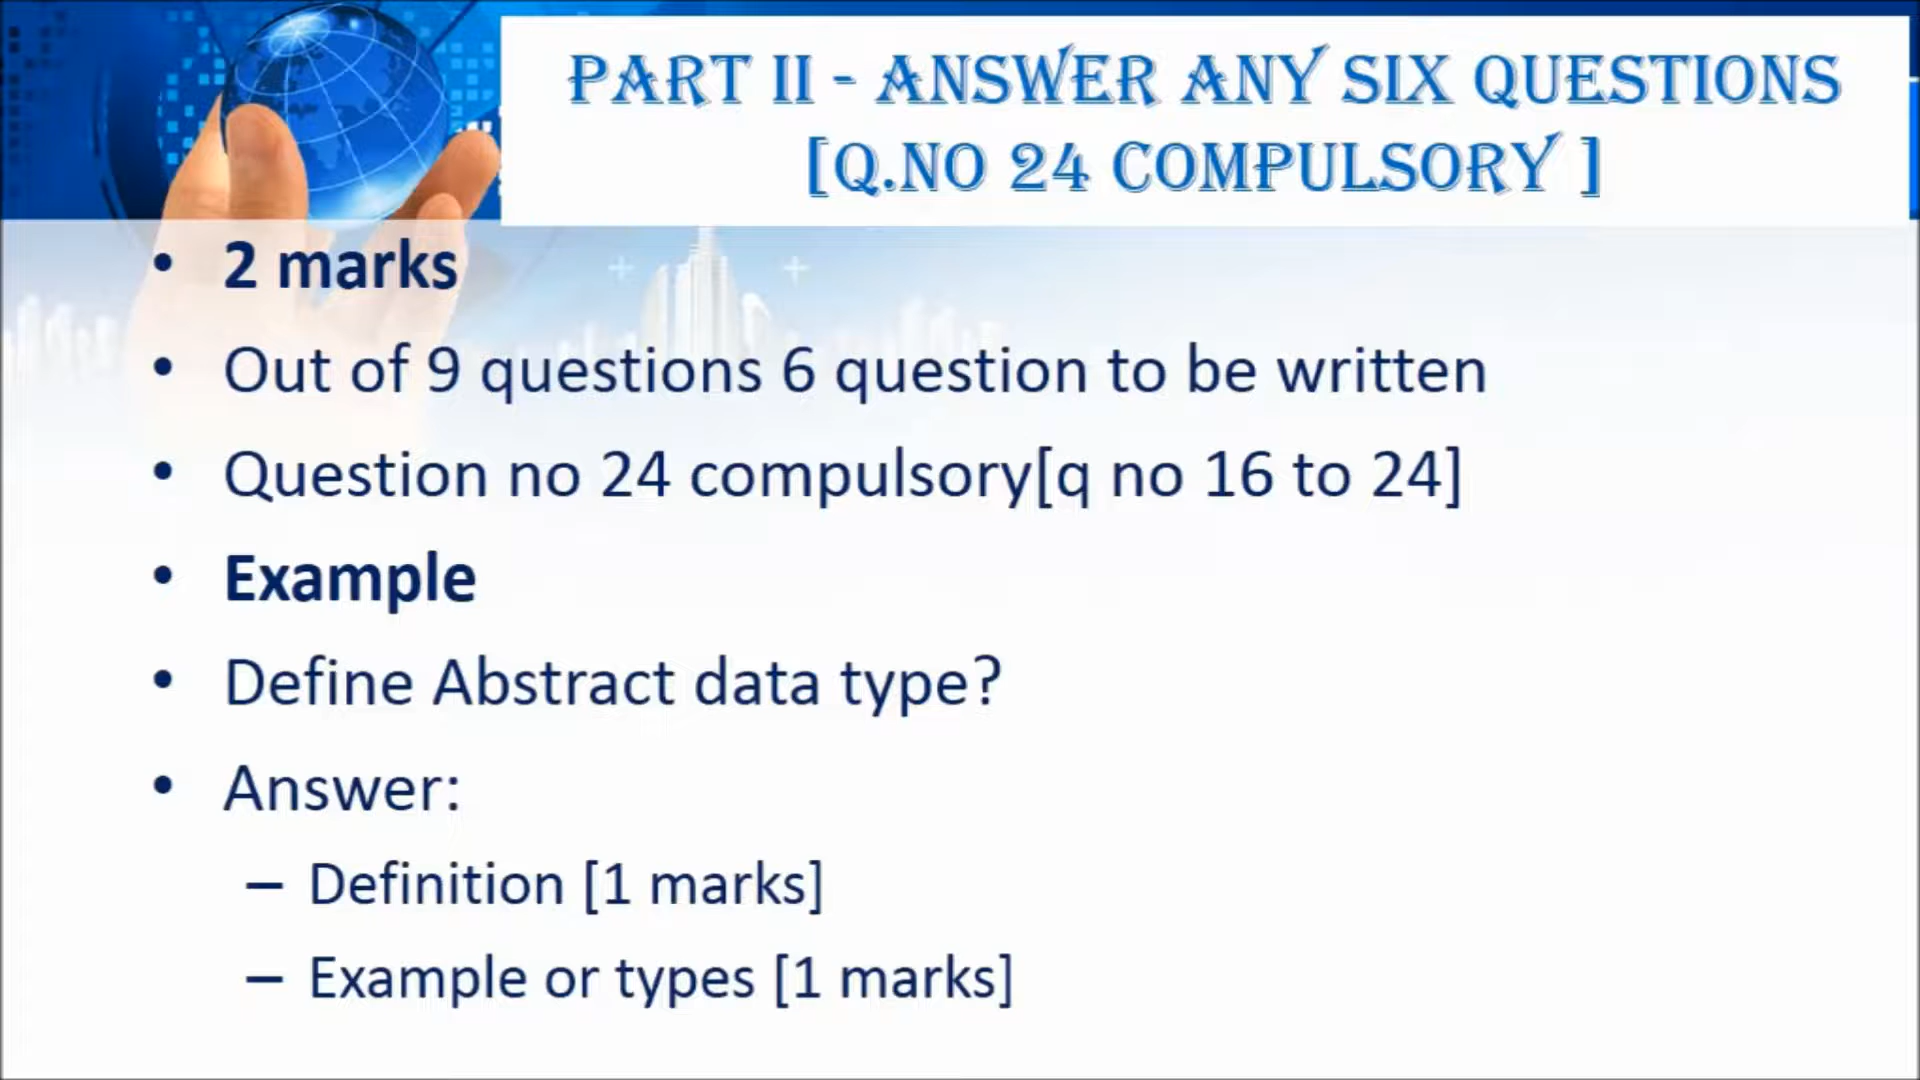 PART II - ANSWER ANY SIX QUESTIONS
[Q.NO 24 COMPULSORY ]
• 2 marks
• Out of 9 questions 6 question to be written
• Question no 24 compulsory[q no 16 to 24]
• Example
• Define Abstract data type?
• Answer:
– Definition [1 marks]
– Example or types [1 marks]